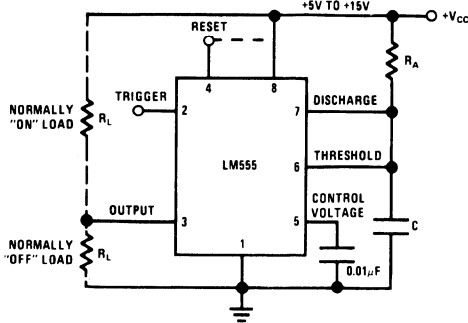 +5V TO +15V
+VCC
RESET
RA
4
8
TRIGGER
DISCHARGE
2
7
NORMALLY
"ON" LOAD
RL
LM555
THRESHOLD
6
CONTROL
VOLTAGE
OUTPUT
3
5
C
NORMALLY
"OFF" LOAD
RL
1
0.01μF